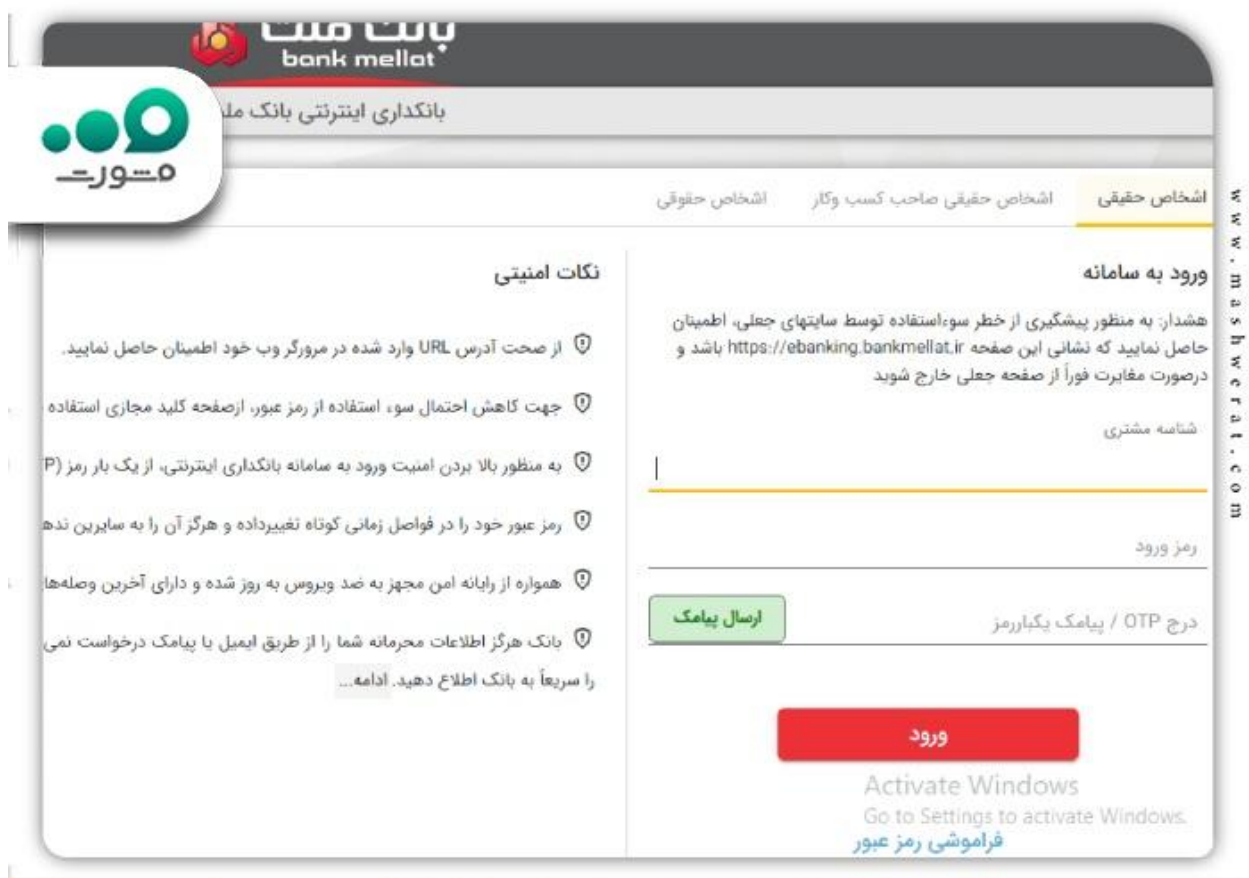 بانک ملت
bank mellat
بانکداری اینترنتی بانک
مشورت
اشخاص حقیقی
اشخاص حقیقی صاحب کسب وکار
اشخاص حقوقی
ورود به سامانه
هشدار: به منظور پیشگیری از خطر سوءاستفاده توسط سایتهای جعلی، اطمینان
حاصل نمایید که نشانی این صفحه https://ebanking.bankmellat.ir باشد و
درصورت مغایرت فوراً از صفحه جعلی خارج شوید
شناسه مشتری
رمز ورود
درج OTP / پیامک یکباررمز
ارسال پیامک
ورود
Activate Windows
Go to Settings to activate Windows.
فراموشی رمز عبور
نکات امنیتی
از صحت آدرس URL وارد شده در مرورگر وب خود اطمینان حاصل نمایید.
جهت کاهش احتمال سوء استفاده از رمز عبور، ازصفحه کلید مجازی استفاده
به منظور بالا بردن امنیت ورود به سامانه بانکداری اینترنتی، از یک بار رمز
رمز عبور خود را در فواصل زمانی کوتاه تغییرداده و هرگز آن را به سایرین
همواره از رایانه امن مجهز به ضد ویروس به روز شده و دارای آخرین
بانک هرگز اطلاعات محرمانه شما را از طریق ایمیل یا پیامک درخواست
را سریعاً به بانک اطلاع دهید. ادامه...
www.mashwerat.com